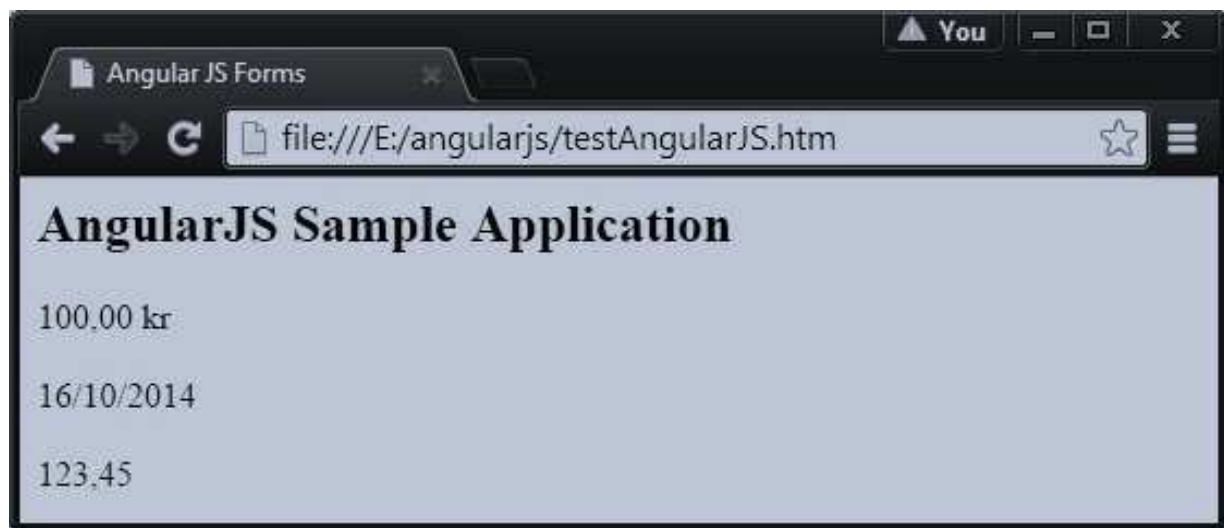 You
Angular JS Forms
file:///E:/angularjs/testAngularJS.htm
AngularJS Sample Application
100,00 kr
16/10/2014
123,45